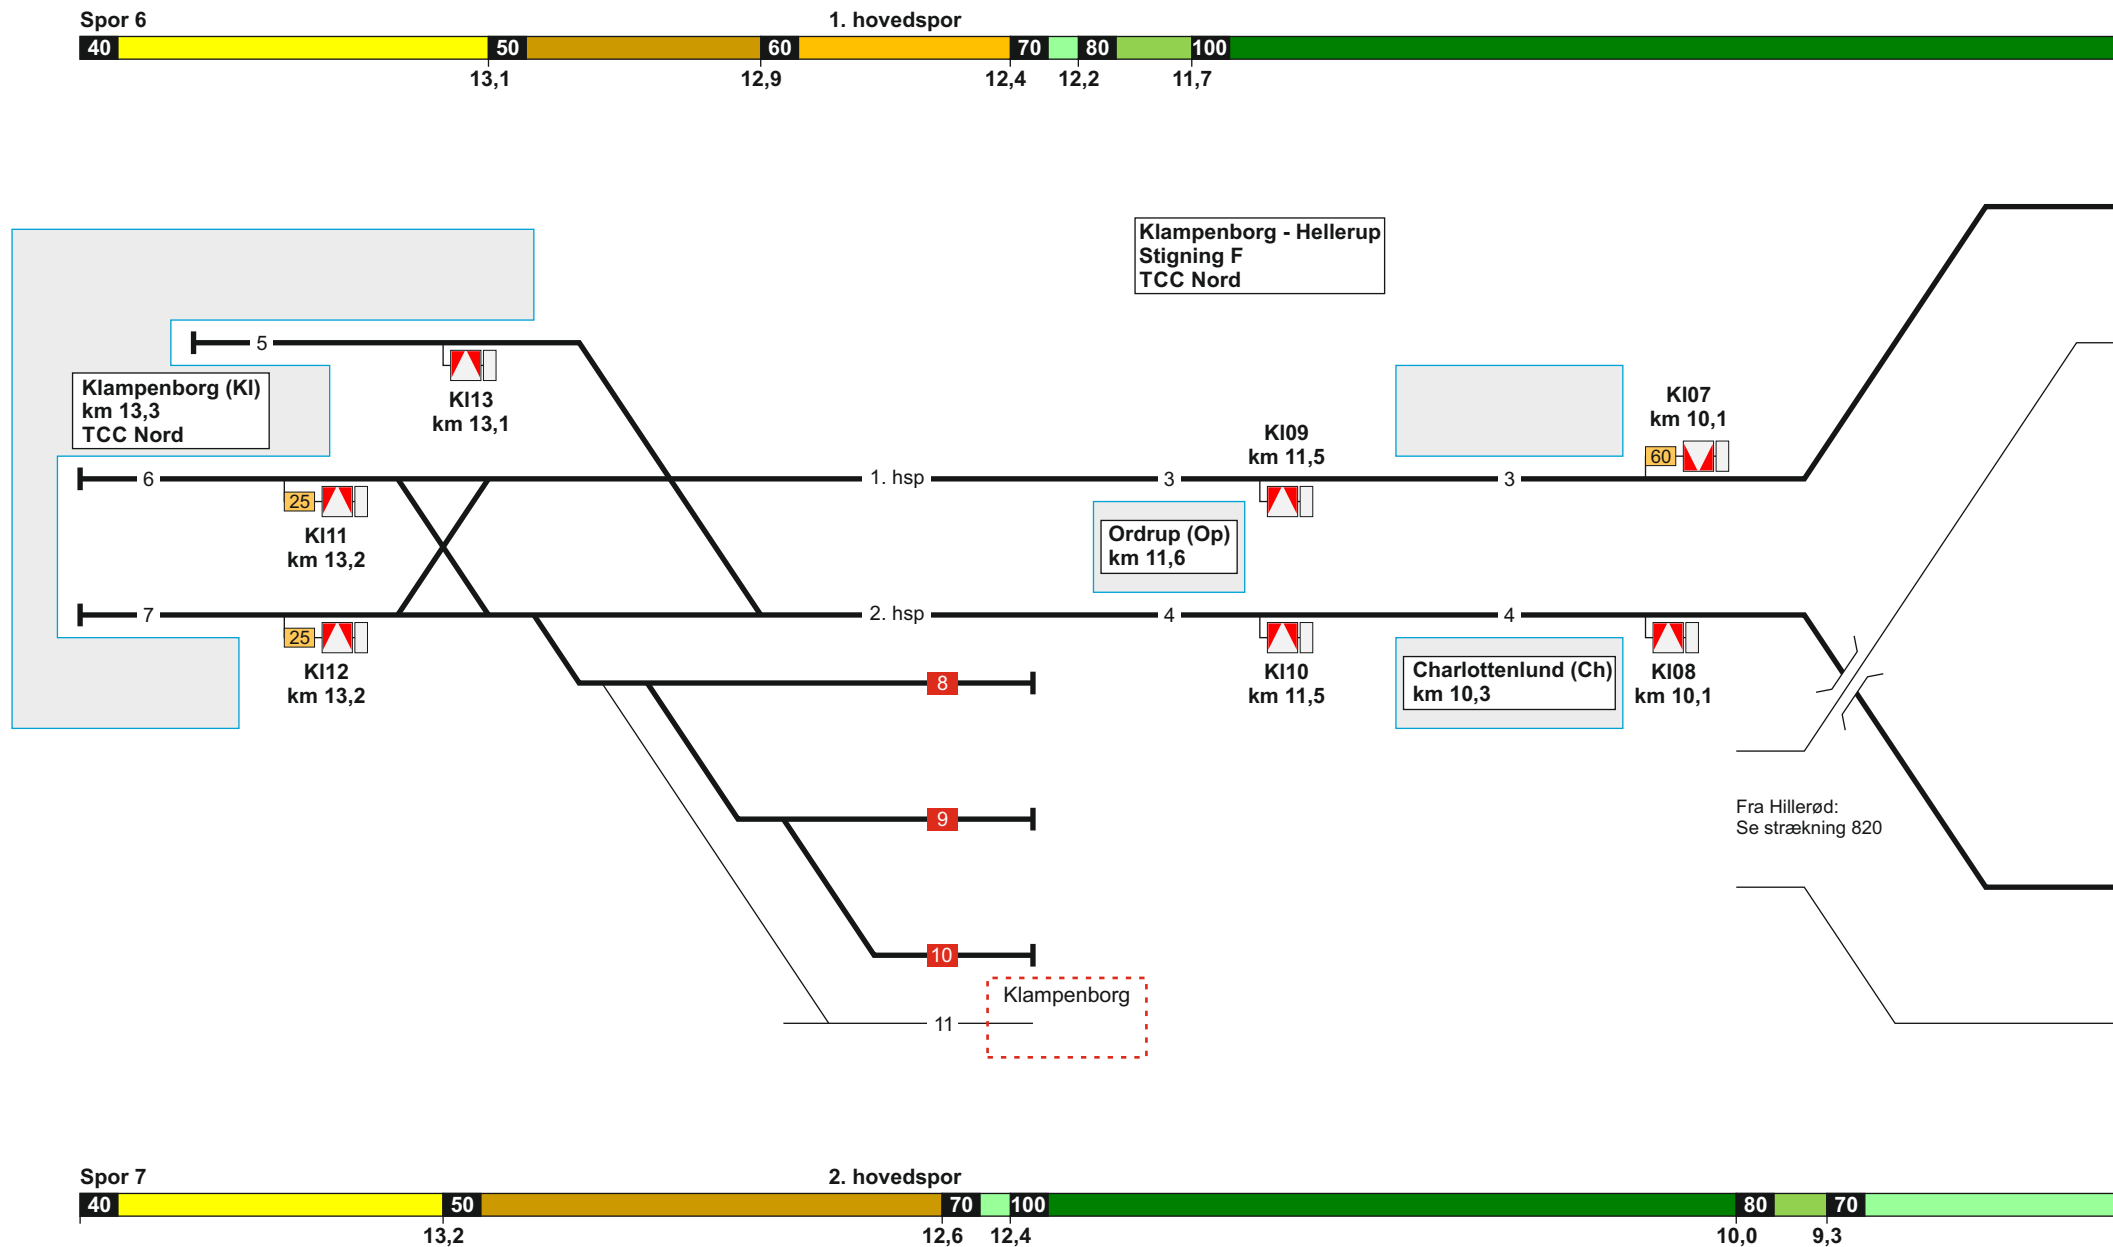 Spor 6
1. hovedspor
40 50 60 70 80 100
13,1 12,9 12,4 12,2 11,7
Klampenborg - Hellerup
Stigning F
TCC Nord
5
Klampenborg (Kl)
km 13,3
TCC Nord
Kl13
km 13,1
Kl07
km 10,1
60
Kl09
km 11,5
6 1. hsp 3 3
25
Kl11
km 13,2
Ordrup (Op)
km 11,6
7 2. hsp 4 4
25
Kl12
km 13,2
Kl10
km 11,5
Charlottenlund (Ch)
km 10,3
Kl08
km 10,1
8
9
Fra Hillerød:
Se strækning 820
10
Klampenborg
11
Spor 7
2. hovedspor
40 50 70 100 80 70
13,2 12,6 12,4 10,0 9,3